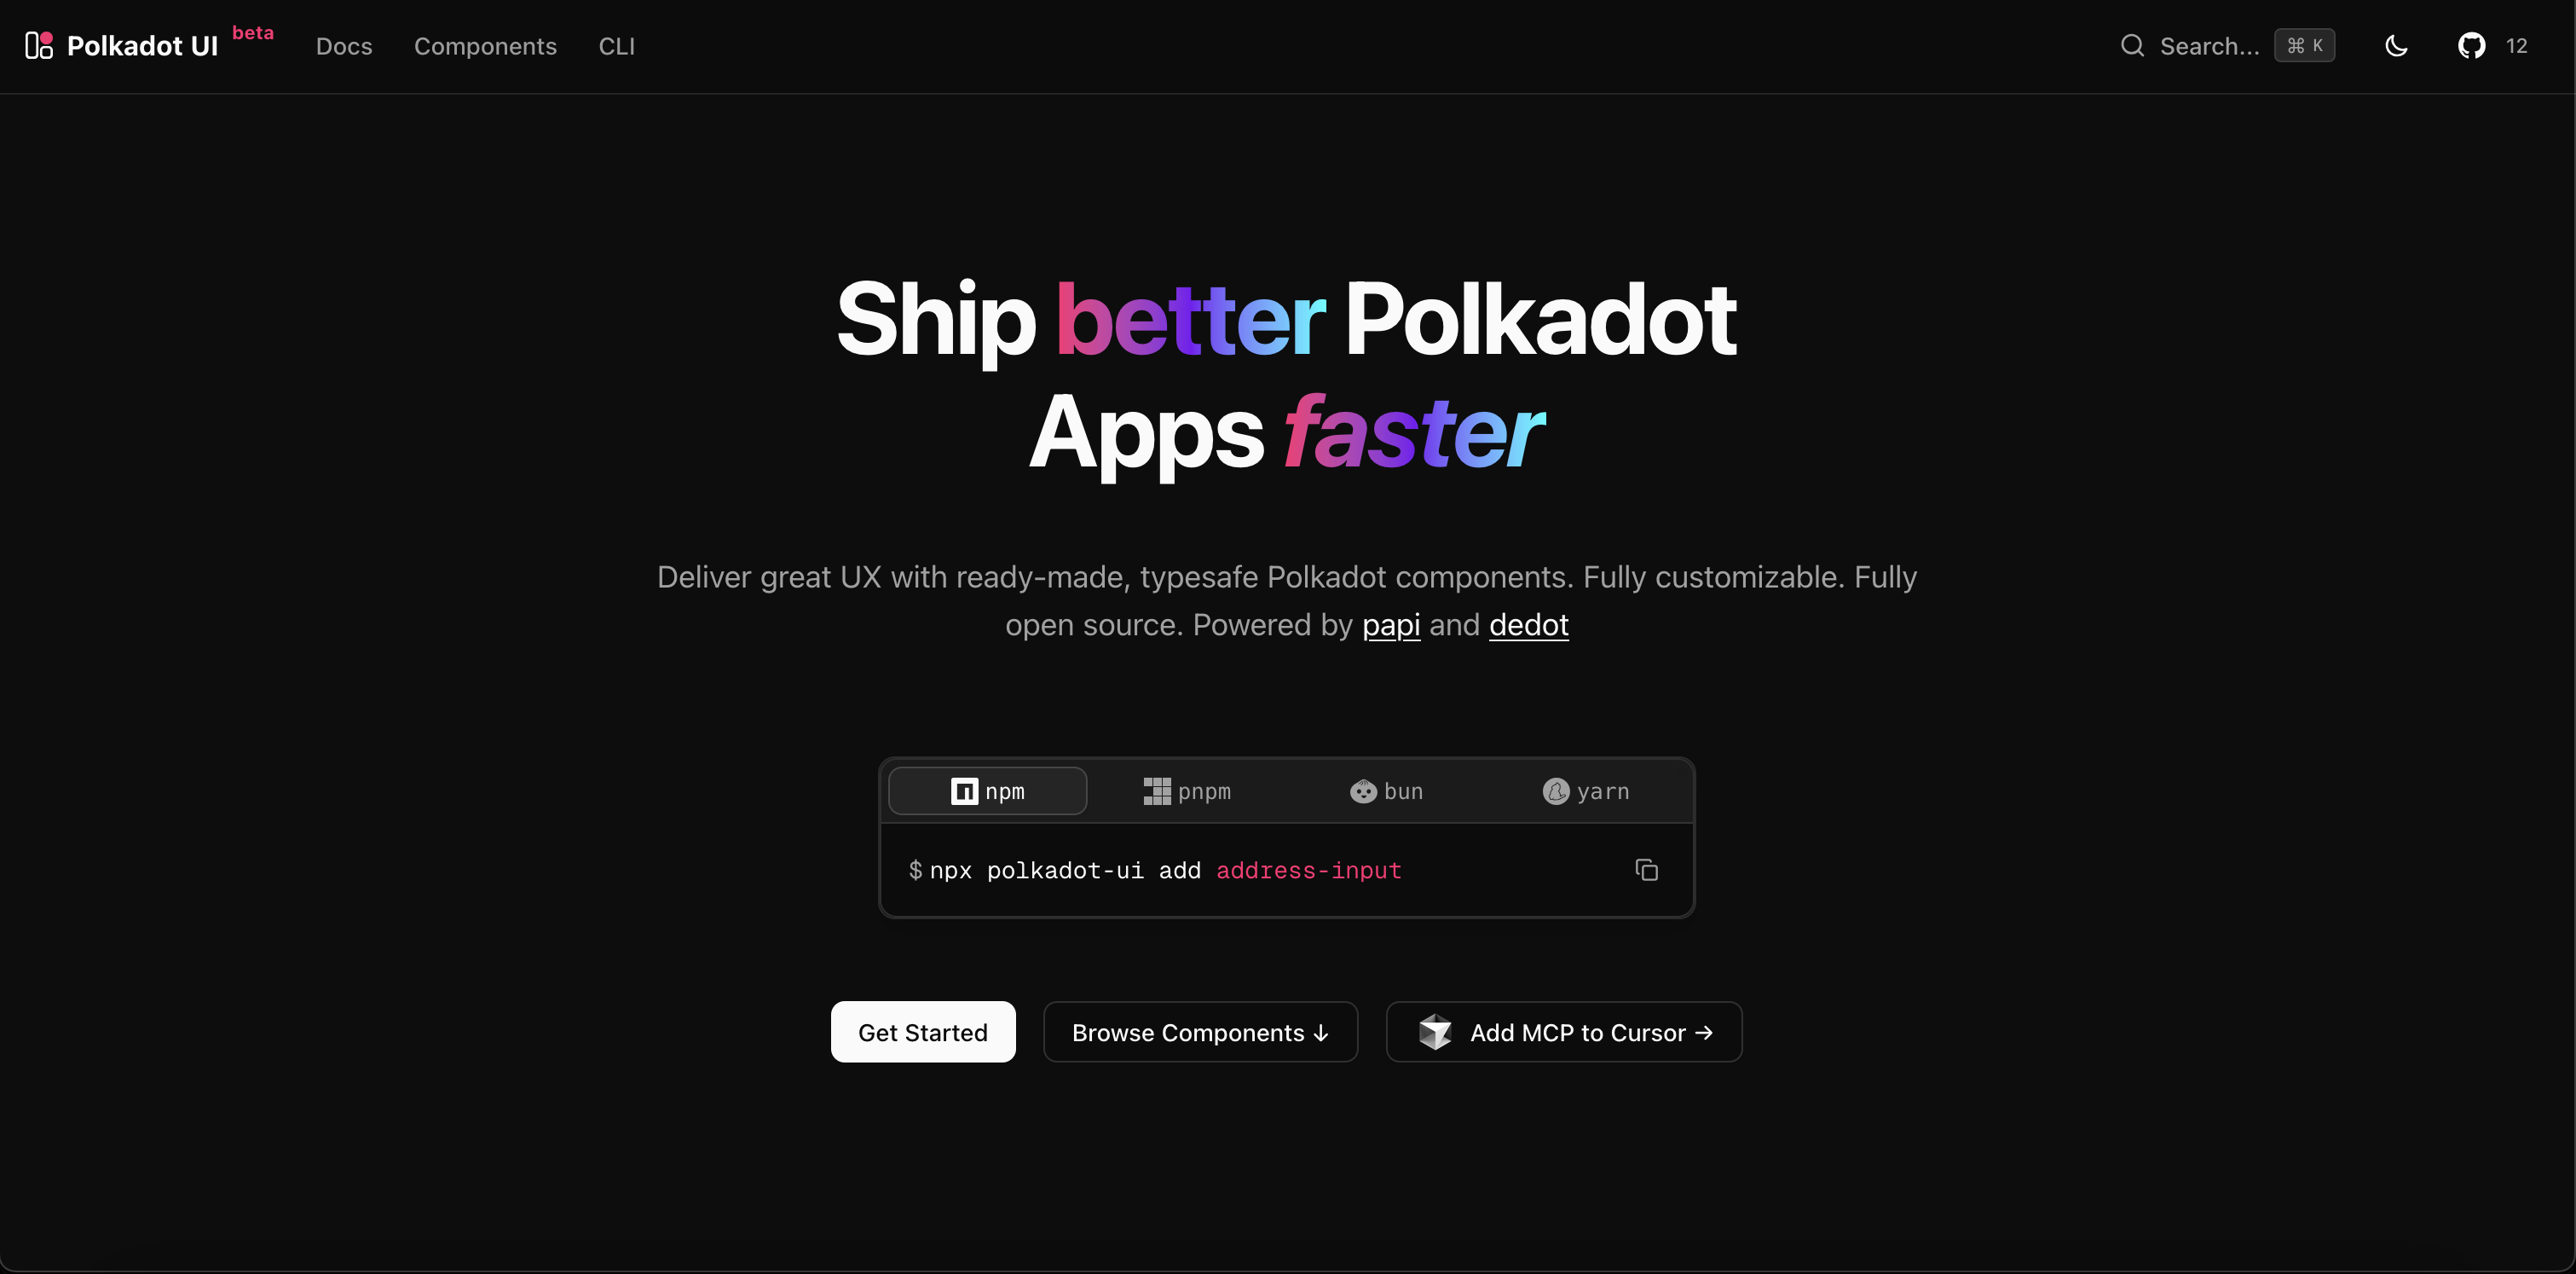 Polkadot UI beta Docs Components CLI Search... ⌘ K 12
Ship better Polkadot
Apps faster
Deliver great UX with ready-made, typesafe Polkadot components. Fully customizable. Fully
open source. Powered by papi and dedot
npm pnpm bun yarn
$ npx polkadot-ui add address-input
Get Started Browse Components ↓ Add MCP to Cursor →